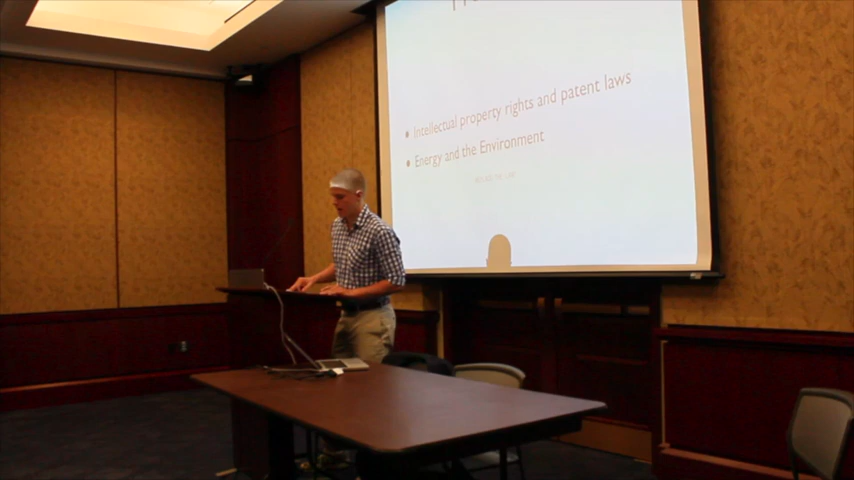 • Intellectual property rights and patent laws
• Energy and the Environment